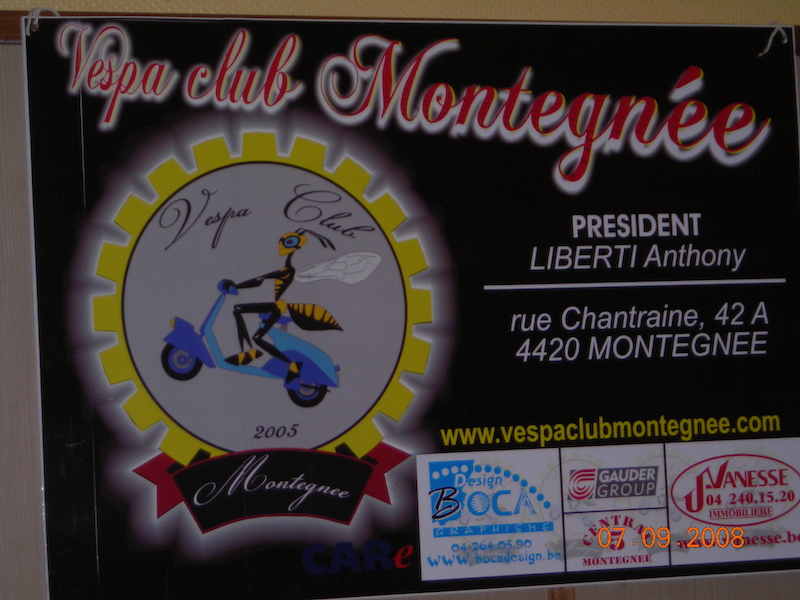 Vespa club Montegnée
Vespa Club
2005
Montegnee
PRESIDENT
LIBERTI Anthony
rue Chantraine, 42 A
4420 MONTEGNEE
www.vespaclubmontegnee.com
CARe
Design
BOCA
GRAPHISME
04 264 05 90
www.bocadesign.be
GAUDER
GROUP
CENTRAL
MONTEGNEE
J.VANESSE
04 240.15.20
IMMOBILIERE
07 09 2008